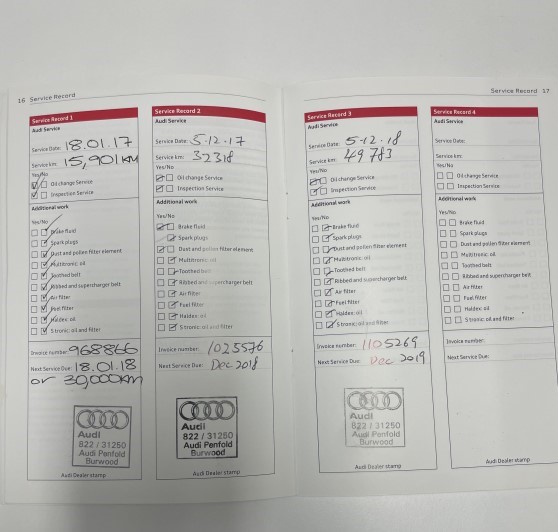 16 Service Record
Service Record 1
Audi Service
Service Date: 18.01.17
Service km: 15,901 KM
Yes/No
Oil change Service
Inspection Service
Additional work
Yes/No
Brake fluid
Spark plugs
Dust and pollen filter element
Multitronic: oil
Toothed belt
Ribbed and supercharger belt
Air filter
Fuel filter
Haldex: oil
S tronic: oil and filter
Invoice number: 968866
Next Service Due: 18.01.18
or 30,000km
Audi
822 / 31250
Audi Penfold
Burwood
Audi Dealer stamp
Service Record 2
Audi Service
Service Date: 5-12-17
Service km: 32318
Yes/No
Oil change Service
Inspection Service
Additional work
Yes/No
Brake fluid
Spark plugs
Dust and pollen filter element
Multitronic: oil
Toothed belt
Ribbed and supercharger belt
Air filter
Fuel filter
Haldex: oil
S tronic: oil and filter
Invoice number: 1025576
Next Service Due: Dec 2018
Audi
822 / 31250
Audi Penfold
Burwood
Audi Dealer stamp
Service Record 17
Service Record 3
Audi Service
Service Date: 5-12-18
Service km: 49783
Yes/No
Oil change Service
Inspection Service
Additional work
Yes/No
Brake fluid
Spark plugs
Dust and pollen filter element
Multitronic: oil
Toothed belt
Ribbed and supercharger belt
Air filter
Fuel filter
Haldex: oil
S tronic: oil and filter
Invoice number: 1105269
Next Service Due: Dec 2019
Audi
822 / 31250
Audi Penfold
Burwood
Audi Dealer stamp
Service Record 4
Audi Service
Service Date:
Service km:
Yes/No
Oil change Service
Inspection Service
Additional work
Yes/No
Brake fluid
Spark plugs
Dust and pollen filter element
Multitronic: oil
Toothed belt
Ribbed and supercharger belt
Air filter
Fuel filter
Haldex: oil
S tronic: oil and filter
Invoice number:
Next Service Due:
Audi Dealer stamp